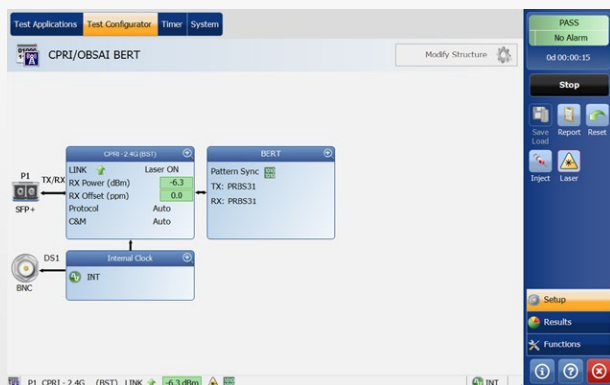 Test Applications
Test Configurator
Timer
System
CPRI/OBSAI BERT
Modify Structure
PASS
No Alarm
0d 00:00:15
Stop
Save
Load
Report
Reset
Inject
Laser
P1
TX/RX
SFP+
CPRI - 2.4G (BST)
LINK
Laser ON
RX Power (dBm)
-6.3
RX Offset (ppm)
0.0
Protocol
Auto
C&M
Auto
BERT
Pattern Sync
TX: PRBS31
RX: PRBS31
DS1
BNC
Internal Clock
INT
Setup
Results
Functions
P1 CPRI - 2.4G (BST) LINK -6.3 dBm
INT